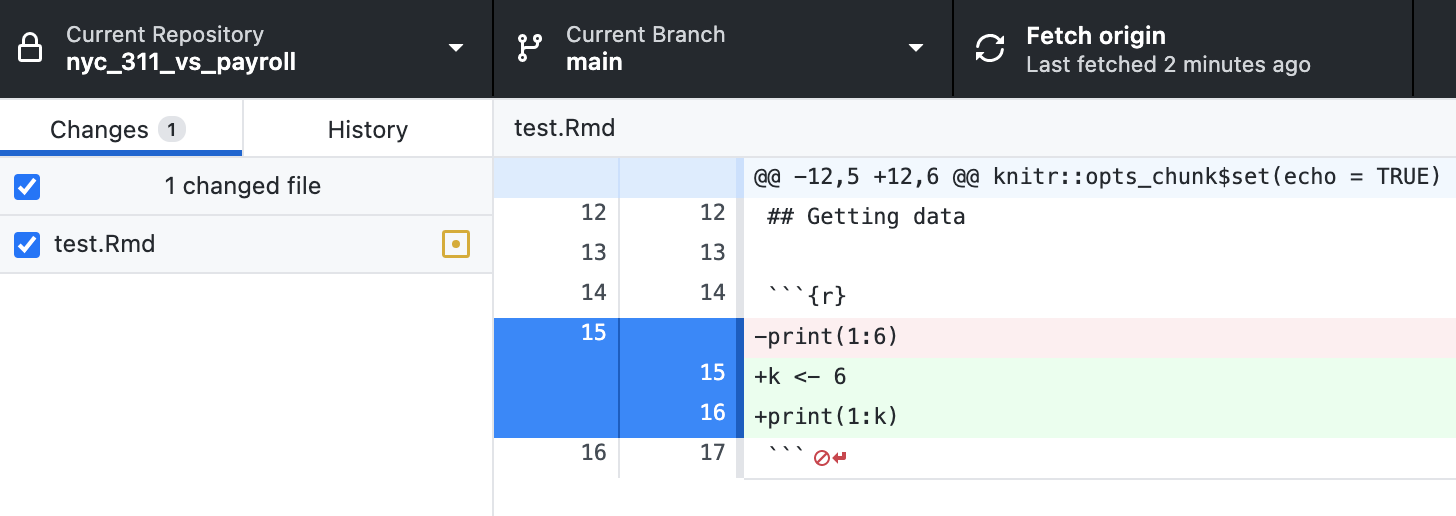 Current Repository
nyc_311_vs_payroll
Current Branch
main
Fetch origin
Last fetched 2 minutes ago
Changes 1
History
1 changed file
test.Rmd
test.Rmd
@@ -12,5 +12,6 @@ knitr::opts_chunk$set(echo = TRUE)
12 12 ## Getting data
13 13
14 14 ```{r}
15 -print(1:6)
15 +k <- 6
16 +print(1:k)
16 17 ```